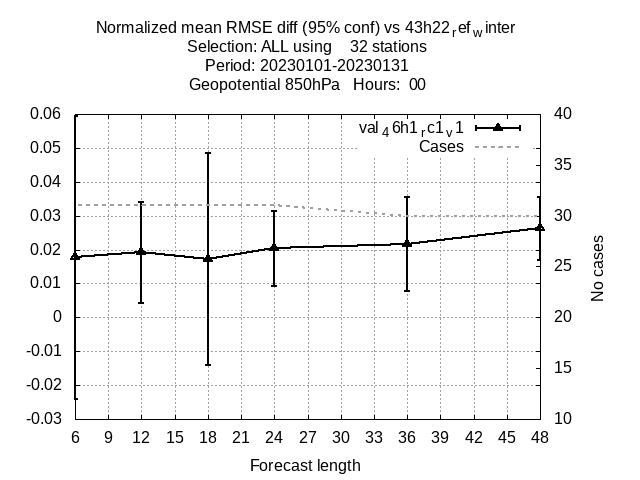 Normalized mean RMSE diff (95% conf) vs 43h22refwinter
Selection: ALL using 32 stations
Period: 20230101-20230131
Geopotential 850hPa Hours: 00
val46h1rc1v1
Cases
0.06
0.05
0.04
0.03
0.02
0.01
0
-0.01
-0.02
-0.03
40
35
30
25
20
15
10
No cases
6 9 12 15 18 21 24 27 30 33 36 39 42 45 48
Forecast length